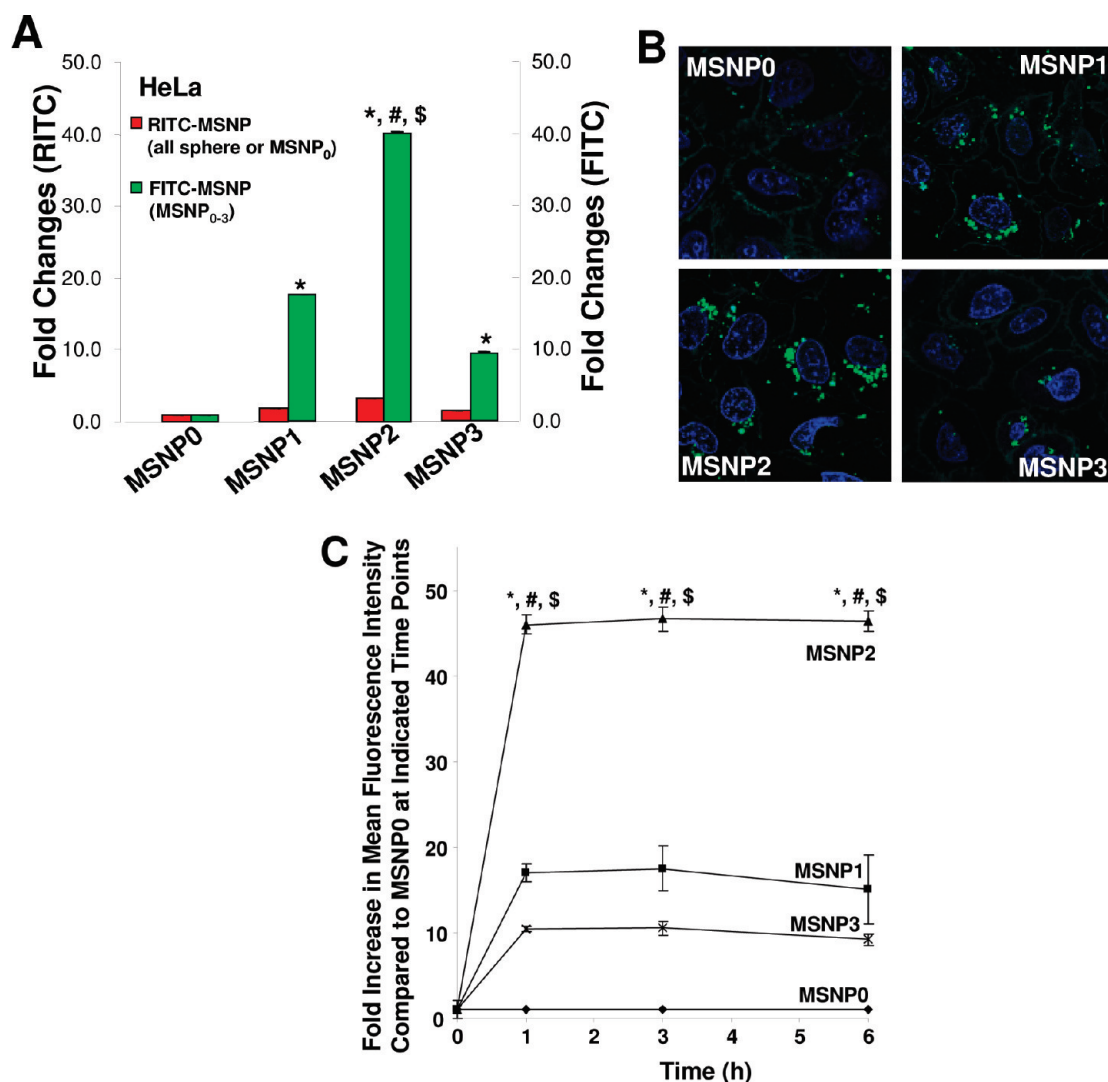 A
50.0
40.0
30.0
20.0
10.0
0.0
Fold Changes (RITC)
HeLa
RITC-MSNP
(all sphere or MSNP₀)
FITC-MSNP
(MSNP₀₋₃)
*
*, #, $
*
50.0
40.0
30.0
20.0
10.0
0.0
Fold Changes (FITC)
MSNP0
MSNP1
MSNP2
MSNP3
B
MSNP0
MSNP1
MSNP2
MSNP3
C
Fold Increase in Mean Fluorescence Intensity
Compared to MSNP0 at Indicated Time Points
50
40
30
20
10
0
*, #, $
*, #, $
*, #, $
MSNP2
MSNP1
MSNP3
MSNP0
0 1 2 3 4 5 6
Time (h)